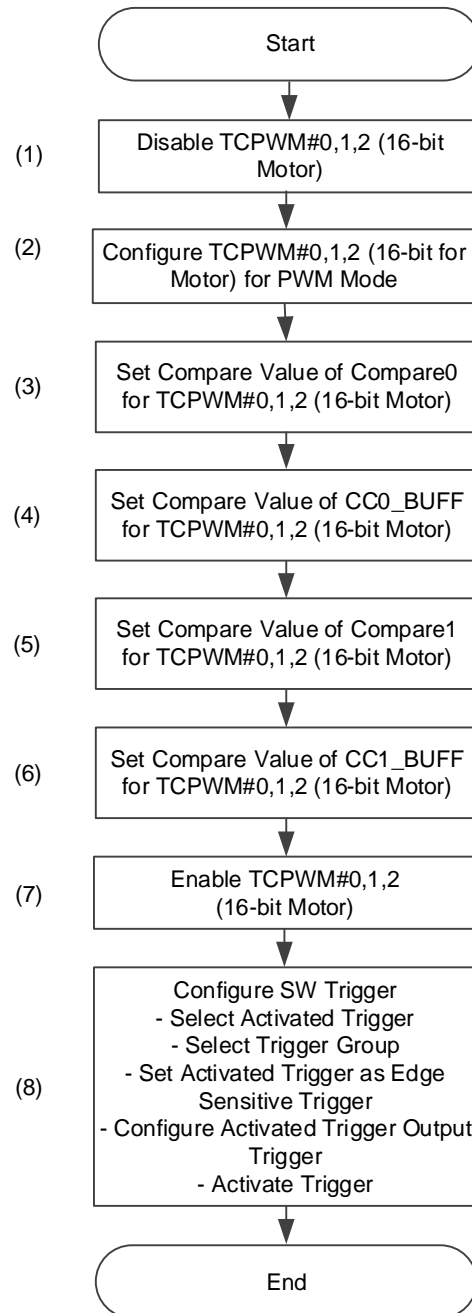 Start
(1)
Disable TCPWM#0,1,2 (16-bit
Motor)
(2)
Configure TCPWM#0,1,2 (16-bit for
Motor) for PWM Mode
(3)
Set Compare Value of Compare0
for TCPWM#0,1,2 (16-bit Motor)
(4)
Set Compare Value of CC0_BUFF
for TCPWM#0,1,2 (16-bit Motor)
(5)
Set Compare Value of Compare1
for TCPWM#0,1,2 (16-bit Motor)
(6)
Set Compare Value of CC1_BUFF
for TCPWM#0,1,2 (16-bit Motor)
(7)
Enable TCPWM#0,1,2
(16-bit Motor)
(8)
Configure SW Trigger
- Select Activated Trigger
- Select Trigger Group
- Set Activated Trigger as Edge
Sensitive Trigger
- Configure Activated Trigger Output
Trigger
- Activate Trigger
End